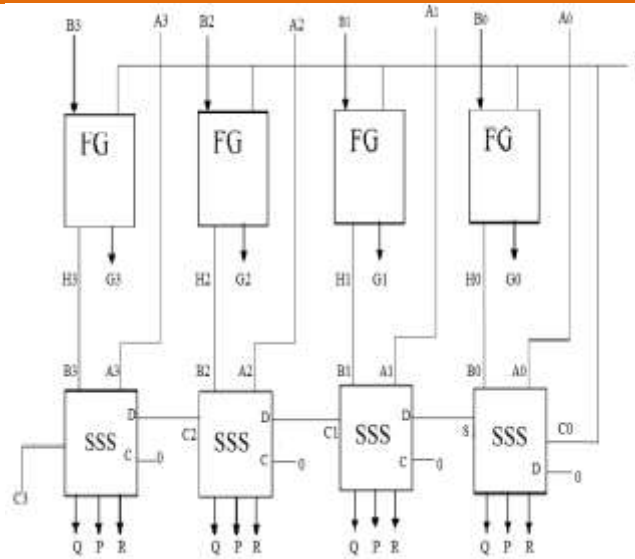 B3 A3 B2 A2 B1 A1 B0 A0
FG FG FG FG
H3 G3 H2 G2 H1 G1 H0 G0
B3 A3 B2 A2 B1 A1 B0 A0
D D D
SSS C2 SSS C1 SSS S SSS C0
C 0 C 0 C 0 D 0
C3
Q P R Q P R Q P R Q P R